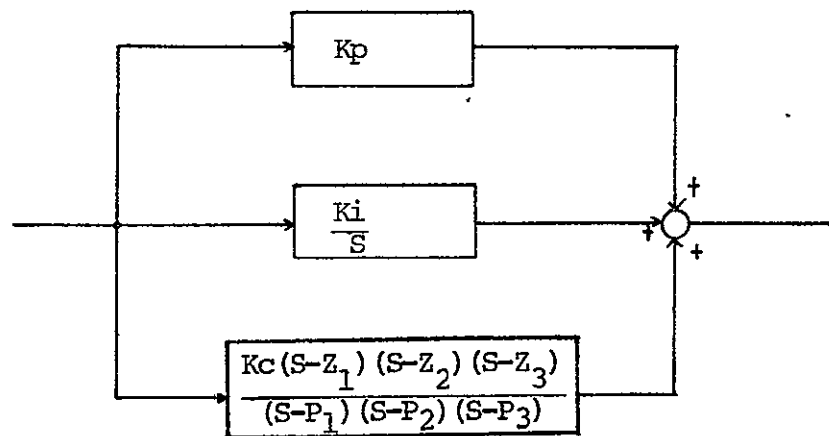 Kp
+
Ki
S
+
+
Kc(S-Z₁)(S-Z₂)(S-Z₃)
(S-P₁)(S-P₂)(S-P₃)